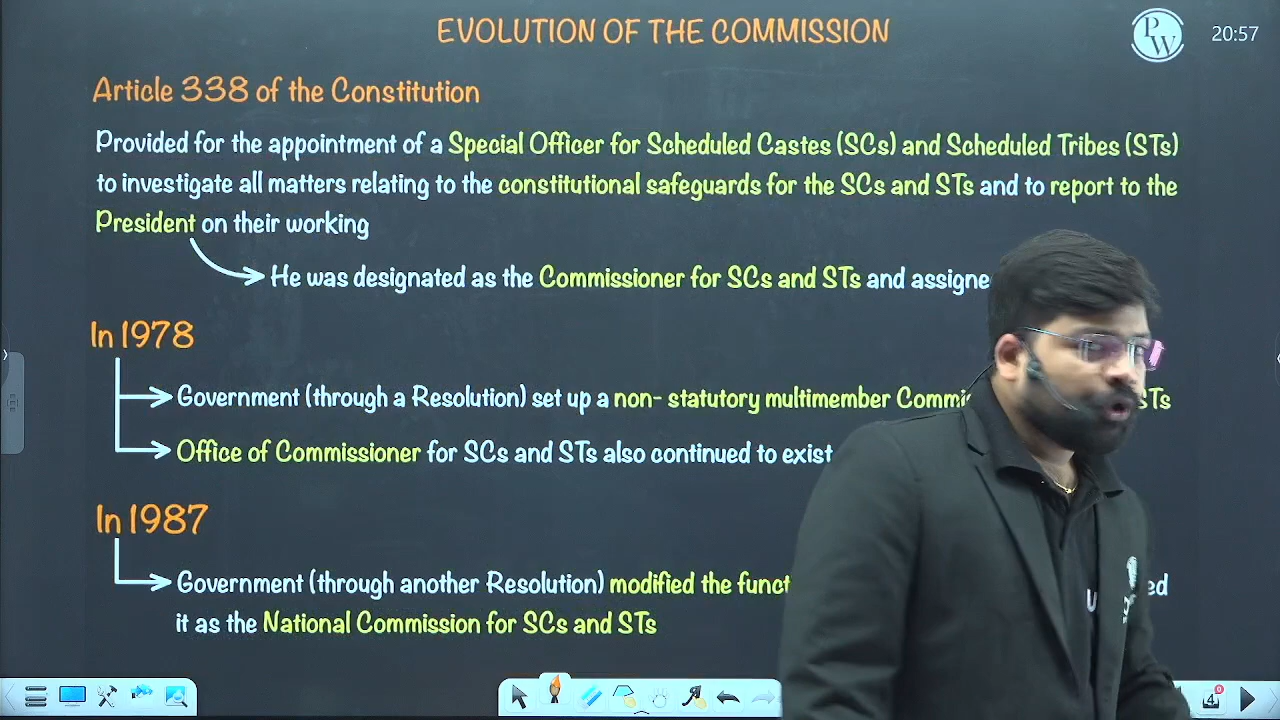 EVOLUTION OF THE COMMISSION
PW
20:57
Article 338 of the Constitution
Provided for the appointment of a Special Officer for Scheduled Castes (SCs) and Scheduled Tribes (STs)
to investigate all matters relating to the constitutional safeguards for the SCs and STs and to report to the
President on their working
He was designated as the Commissioner for SCs and STs and assigne
In 1978
Government (through a Resolution) set up a non- statutory multimember Commi STs
Office of Commissioner for SCs and STs also continued to exist
In 1987
Government (through another Resolution) modified the funct ed
it as the National Commission for SCs and STs
4